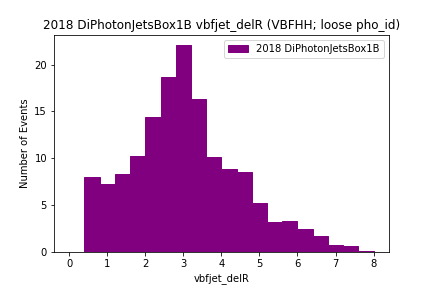 2018 DiPhotonJetsBox1B vbfjet_delR (VBFHH; loose pho_id)
2018 DiPhotonJetsBox1B
Number of Events
20
15
10
5
0
0 1 2 3 4 5 6 7 8
vbfjet_delR